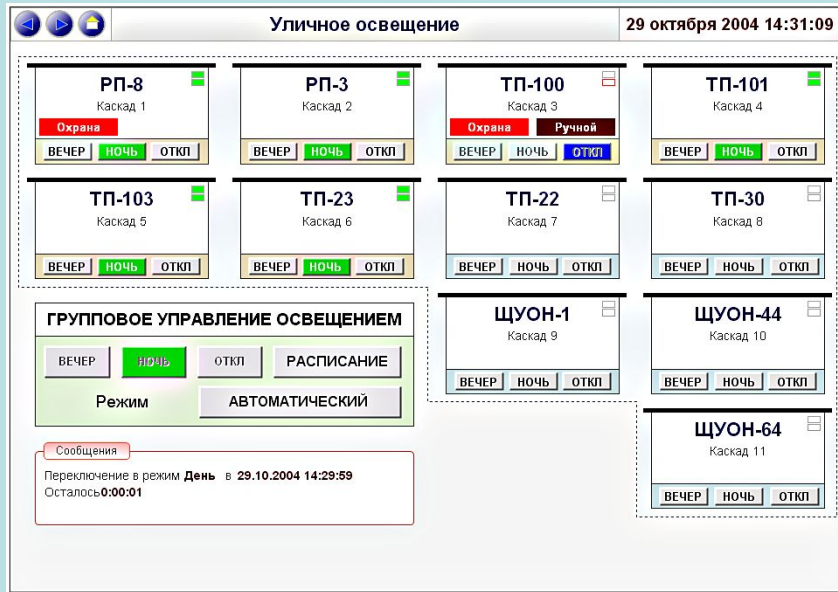 Уличное освещение
29 октября 2004 14:31:09
РП-8
Каскад 1
Охрана
ВЕЧЕР НОЧЬ ОТКЛ
РП-3
Каскад 2
ВЕЧЕР НОЧЬ ОТКЛ
ТП-100
Каскад 3
Охрана Ручной
ВЕЧЕР НОЧЬ ОТКЛ
ТП-101
Каскад 4
ВЕЧЕР НОЧЬ ОТКЛ
ТП-103
Каскад 5
ВЕЧЕР НОЧЬ ОТКЛ
ТП-23
Каскад 6
ВЕЧЕР НОЧЬ ОТКЛ
ТП-22
Каскад 7
ВЕЧЕР НОЧЬ ОТКЛ
ТП-30
Каскад 8
ВЕЧЕР НОЧЬ ОТКЛ
ЩУОН-1
Каскад 9
ВЕЧЕР НОЧЬ ОТКЛ
ЩУОН-44
Каскад 10
ВЕЧЕР НОЧЬ ОТКЛ
ЩУОН-64
Каскад 11
ВЕЧЕР НОЧЬ ОТКЛ
ГРУППОВОЕ УПРАВЛЕНИЕ ОСВЕЩЕНИЕМ
ВЕЧЕР НОЧЬ ОТКЛ РАСПИСАНИЕ
Режим АВТОМАТИЧЕСКИЙ
Сообщения
Переключение в режим День в 29.10.2004 14:29:59
Осталось0:00:01